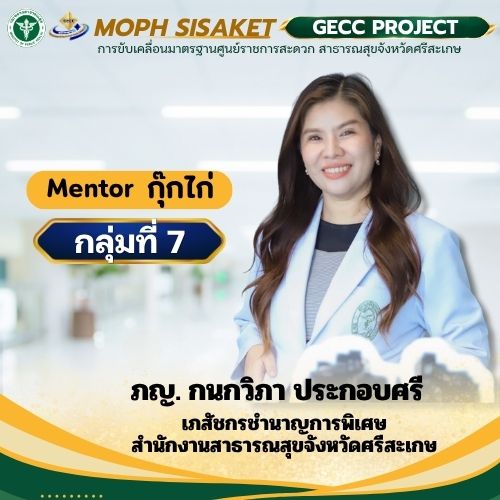 MOPH SISAKET GECC PROJECT
การขับเคลื่อนมาตรฐานศูนย์ราชการสะดวก สาธารณสุขจังหวัดศรีสะเกษ
Mentor กุ๊กไก่
กลุ่มที่ 7
ภญ. กนกวิภา ประกอบศรี
เภสัชกรชำนาญการพิเศษ
สำนักงานสาธารณสุขจังหวัดศรีสะเกษ